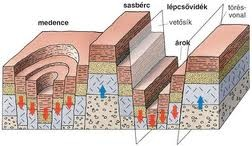 sasbérc
lépcsővidék
medence
vetősík
törés-
vonal
árok